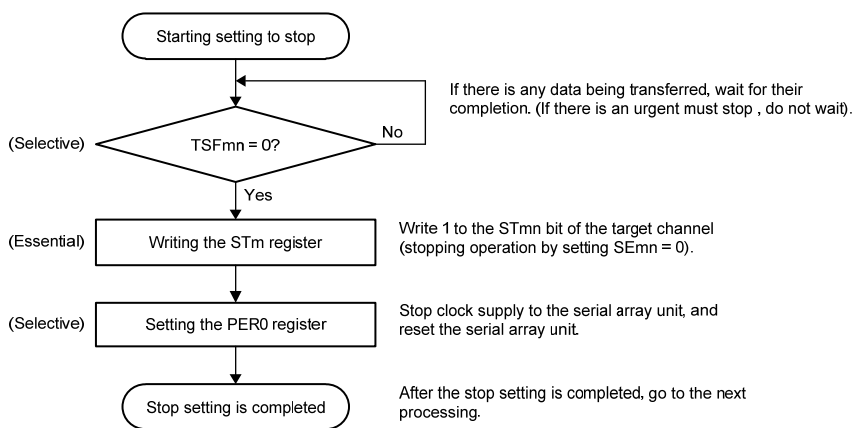 Starting setting to stop
If there is any data being transferred, wait for their
completion. (If there is an urgent must stop , do not wait).
(Selective)
TSFmn = 0?
No
Yes
(Essential)
Writing the STm register
Write 1 to the STmn bit of the target channel
(stopping operation by setting SEmn = 0).
(Selective)
Setting the PER0 register
Stop clock supply to the serial array unit, and
reset the serial array unit.
Stop setting is completed
After the stop setting is completed, go to the next
processing.